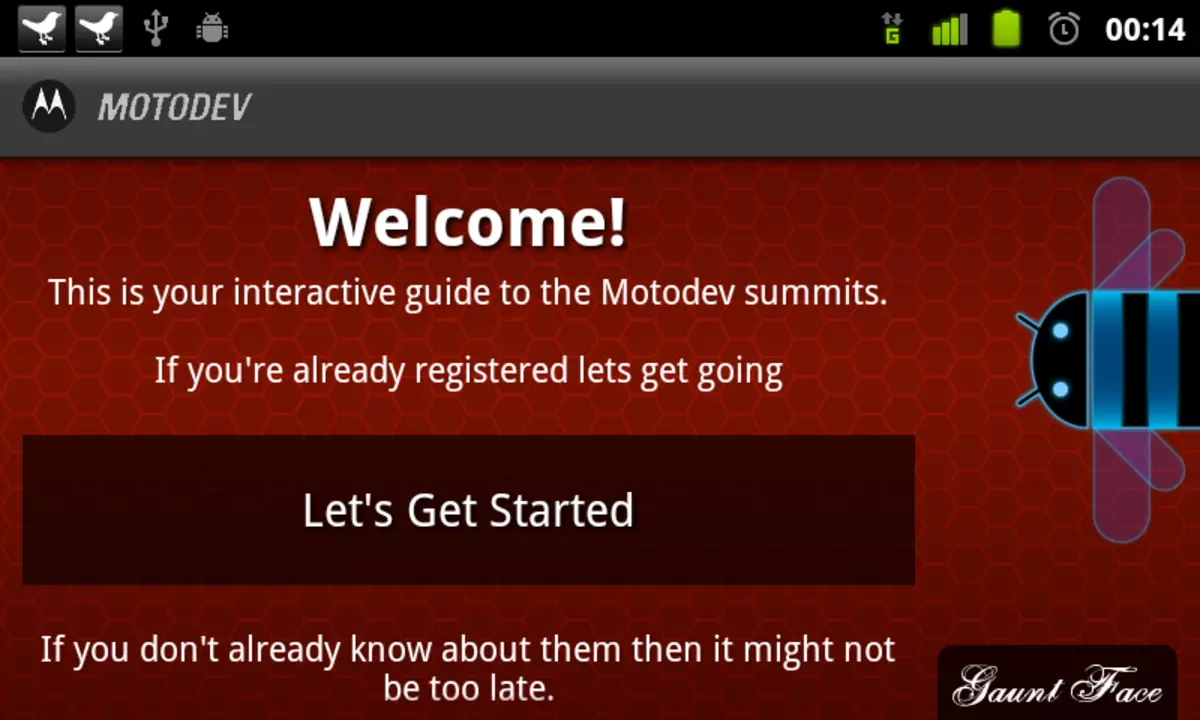 G 00:14
MOTODEV
Welcome!
This is your interactive guide to the Motodev summits.
If you're already registered lets get going
Let's Get Started
If you don't already know about them then it might not
be too late.
Gaunt Face